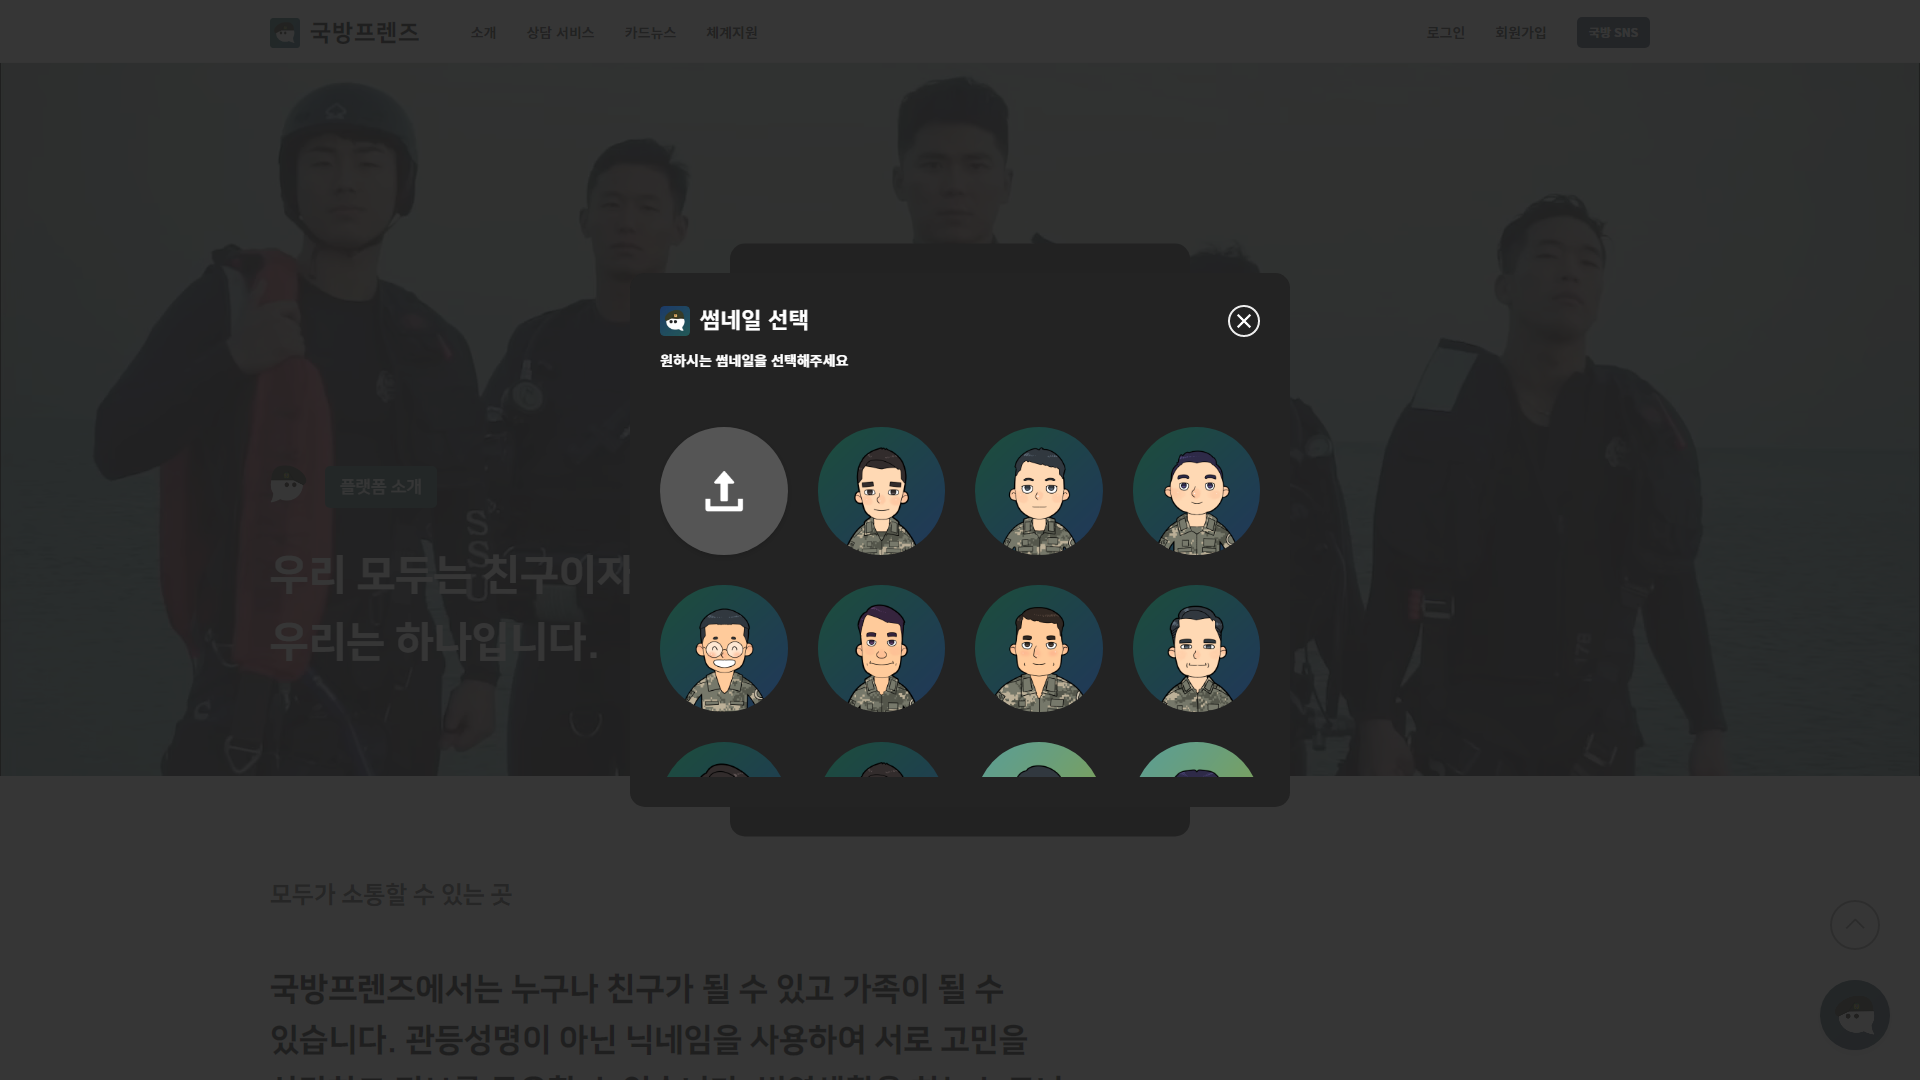 국방프렌즈
소개
상담 서비스
카드뉴스
체계지원
로그인
회원가입
국방 SNS
썸네일 선택
원하시는 썸네일을 선택해주세요
플랫폼 소개
SSU
우리 모두는 친구이자
우리는 하나입니다.
모두가 소통할 수 있는 곳
국방프렌즈에서는 누구나 친구가 될 수 있고 가족이 될 수
있습니다. 관등성명이 아닌 닉네임을 사용하여 서로 고민을